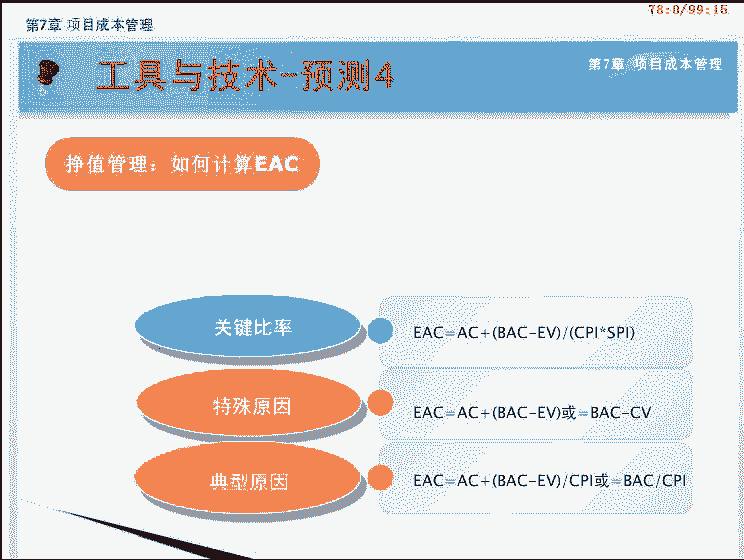 78:8/99:15
第7章 项目成本管理
工具与技术-预测4
第7章 项目成本管理
挣值管理：如何计算EAC
关键比率
EAC=AC+(BAC-EV)/(CPI*SPI)
特殊原因
EAC=AC+(BAC-EV)或=BAC-CV
典型原因
EAC=AC+(BAC-EV)/CPI或=BAC/CPI